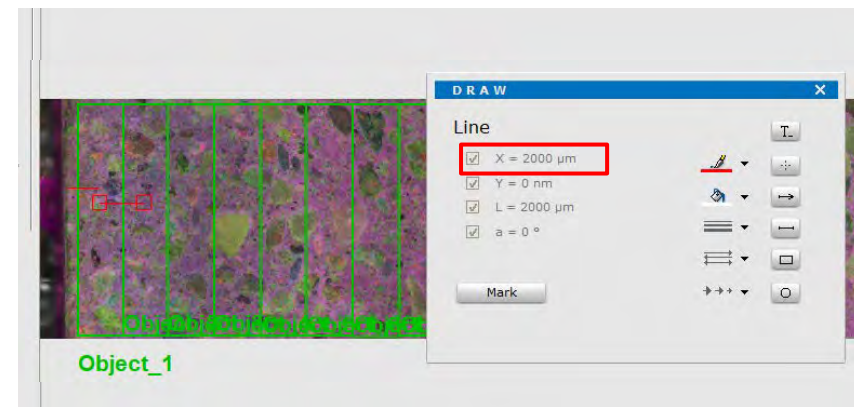 DRAW
Line
X = 2000 µm
Y = 0 nm
L = 2000 µm
a = 0 °
Mark
T
Object_1